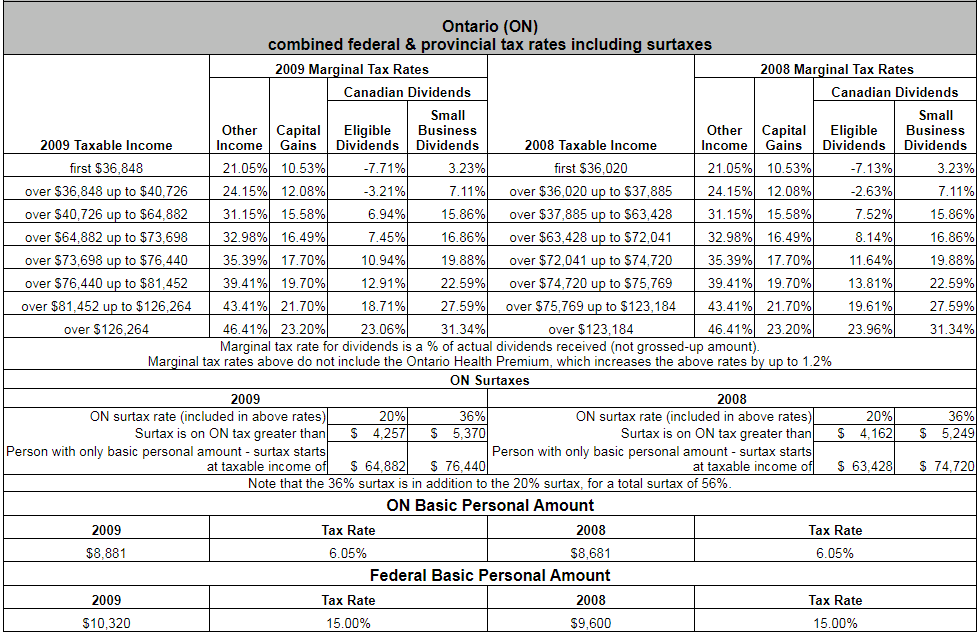 Ontario (ON)
combined federal & provincial tax rates including surtaxes
2009 Marginal Tax Rates 2008 Marginal Tax Rates
Canadian Dividends Canadian Dividends
2009 Taxable Income Other Income Capital Gains Eligible Dividends Small Business Dividends 2008 Taxable Income Other Income Capital Gains Eligible Dividends Small Business Dividends
first $36,848 21.05% 10.53% -7.71% 3.23% first $36,020 21.05% 10.53% -7.13% 3.23%
over $36,848 up to $40,726 24.15% 12.08% -3.21% 7.11% over $36,020 up to $37,885 24.15% 12.08% -2.63% 7.11%
over $40,726 up to $64,882 31.15% 15.58% 6.94% 15.86% over $37,885 up to $63,428 31.15% 15.58% 7.52% 15.86%
over $64,882 up to $73,698 32.98% 16.49% 7.45% 16.86% over $63,428 up to $72,041 32.98% 16.49% 8.14% 16.86%
over $73,698 up to $76,440 35.39% 17.70% 10.94% 19.88% over $72,041 up to $74,720 35.39% 17.70% 11.64% 19.88%
over $76,440 up to $81,452 39.41% 19.70% 12.91% 22.59% over $74,720 up to $75,769 39.41% 19.70% 13.81% 22.59%
over $81,452 up to $126,264 43.41% 21.70% 18.71% 27.59% over $75,769 up to $123,184 43.41% 21.70% 19.61% 27.59%
over $126,264 46.41% 23.20% 23.06% 31.34% over $123,184 46.41% 23.20% 23.96% 31.34%
Marginal tax rate for dividends is a % of actual dividends received (not grossed-up amount).
Marginal tax rates above do not include the Ontario Health Premium, which increases the above rates by up to 1.2%
ON Surtaxes
2009 2008
ON surtax rate (included in above rates) 20% 36% ON surtax rate (included in above rates) 20% 36%
Surtax is on ON tax greater than $ 4,257 $ 5,370 Surtax is on ON tax greater than $ 4,162 $ 5,249
Person with only basic personal amount - surtax starts Person with only basic personal amount - surtax starts
at taxable income of $ 64,882 $ 76,440 at taxable income of $ 63,428 $ 74,720
Note that the 36% surtax is in addition to the 20% surtax, for a total surtax of 56%.
ON Basic Personal Amount
2009 Tax Rate 2008 Tax Rate
$8,881 6.05% $8,681 6.05%
Federal Basic Personal Amount
2009 Tax Rate 2008 Tax Rate
$10,320 15.00% $9,600 15.00%